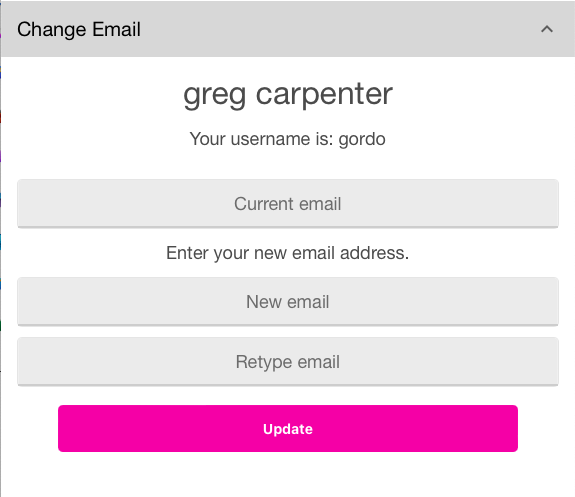 Change Email
greg carpenter
Your username is: gordo
Current email
Enter your new email address.
New email
Retype email
Update